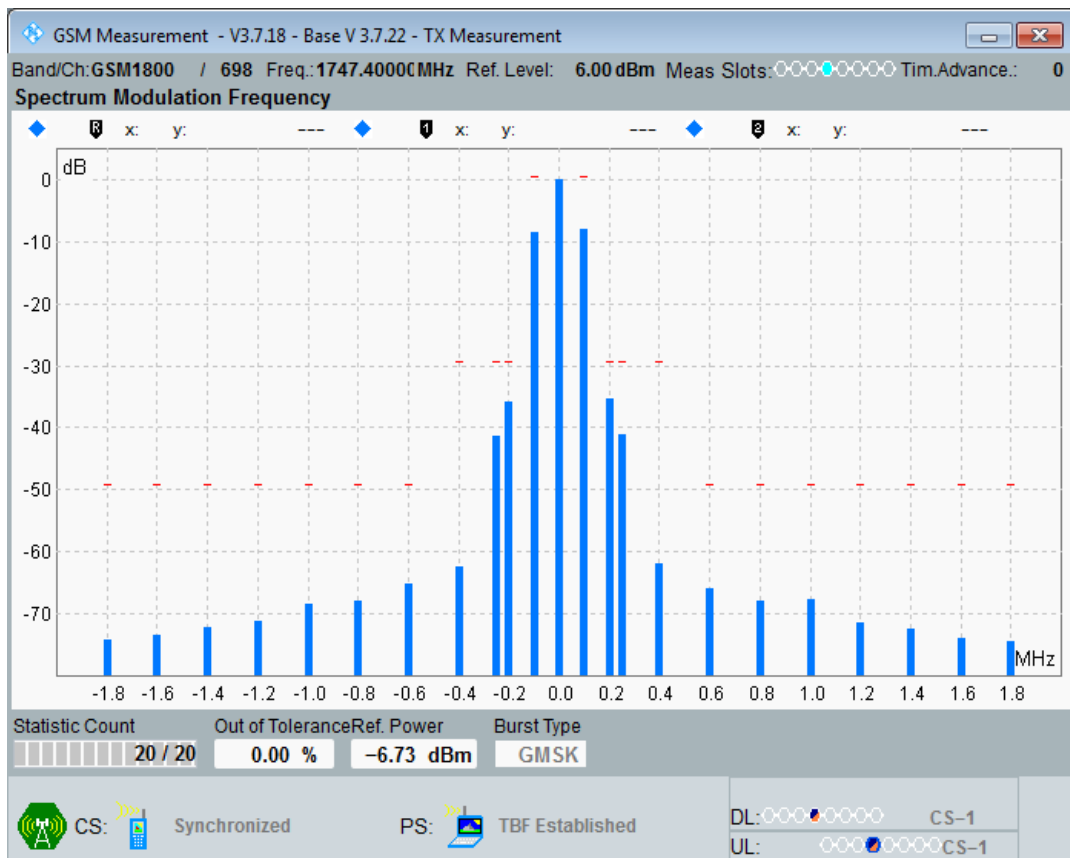 GSM Measurement - V3.7.18 - Base V 3.7.22 - TX Measurement
Band/Ch:GSM1800 / 698 Freq.:1747.40000MHz Ref. Level: 6.00 dBm Meas Slots: Tim.Advance.: 0
Spectrum Modulation Frequency
R x: y: --- 1 x: y: --- 2 x: y: ---
dB
0
-10
-20
-30
-40
-50
-60
-70
MHz
-1.8 -1.6 -1.4 -1.2 -1.0 -0.8 -0.6 -0.4 -0.2 0.0 0.2 0.4 0.6 0.8 1.0 1.2 1.4 1.6 1.8
Statistic Count Out of Tolerance Ref. Power Burst Type
20 / 20 0.00 % −6.73 dBm GMSK
CS: Synchronized PS: TBF Established
DL: CS−1
UL: CS−1